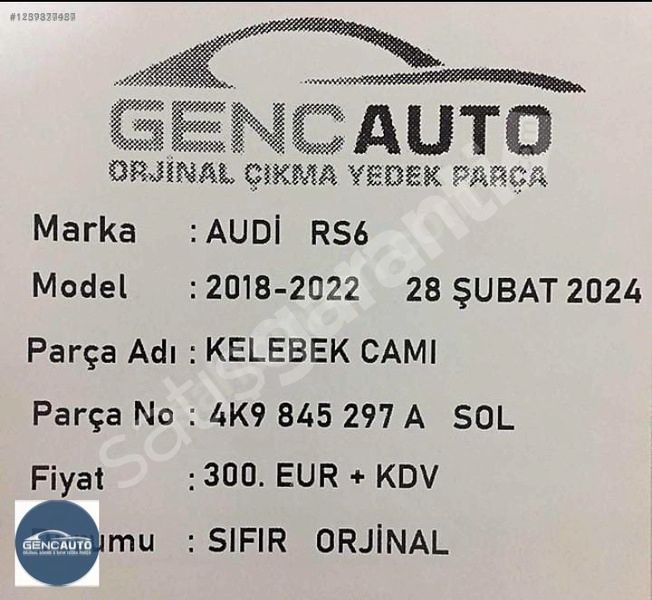 GENCAUTO
ORJİNAL ÇIKMA YEDEK PARÇA
Marka : AUDİ RS6
Model : 2018-2022 28 ŞUBAT 2024
Parça Adı : KELEBEK CAMI
Parça No : 4K9 845 297 A SOL
Fiyat : 300. EUR + KDV
umu : SIFIR ORJİNAL
GENCAUTO